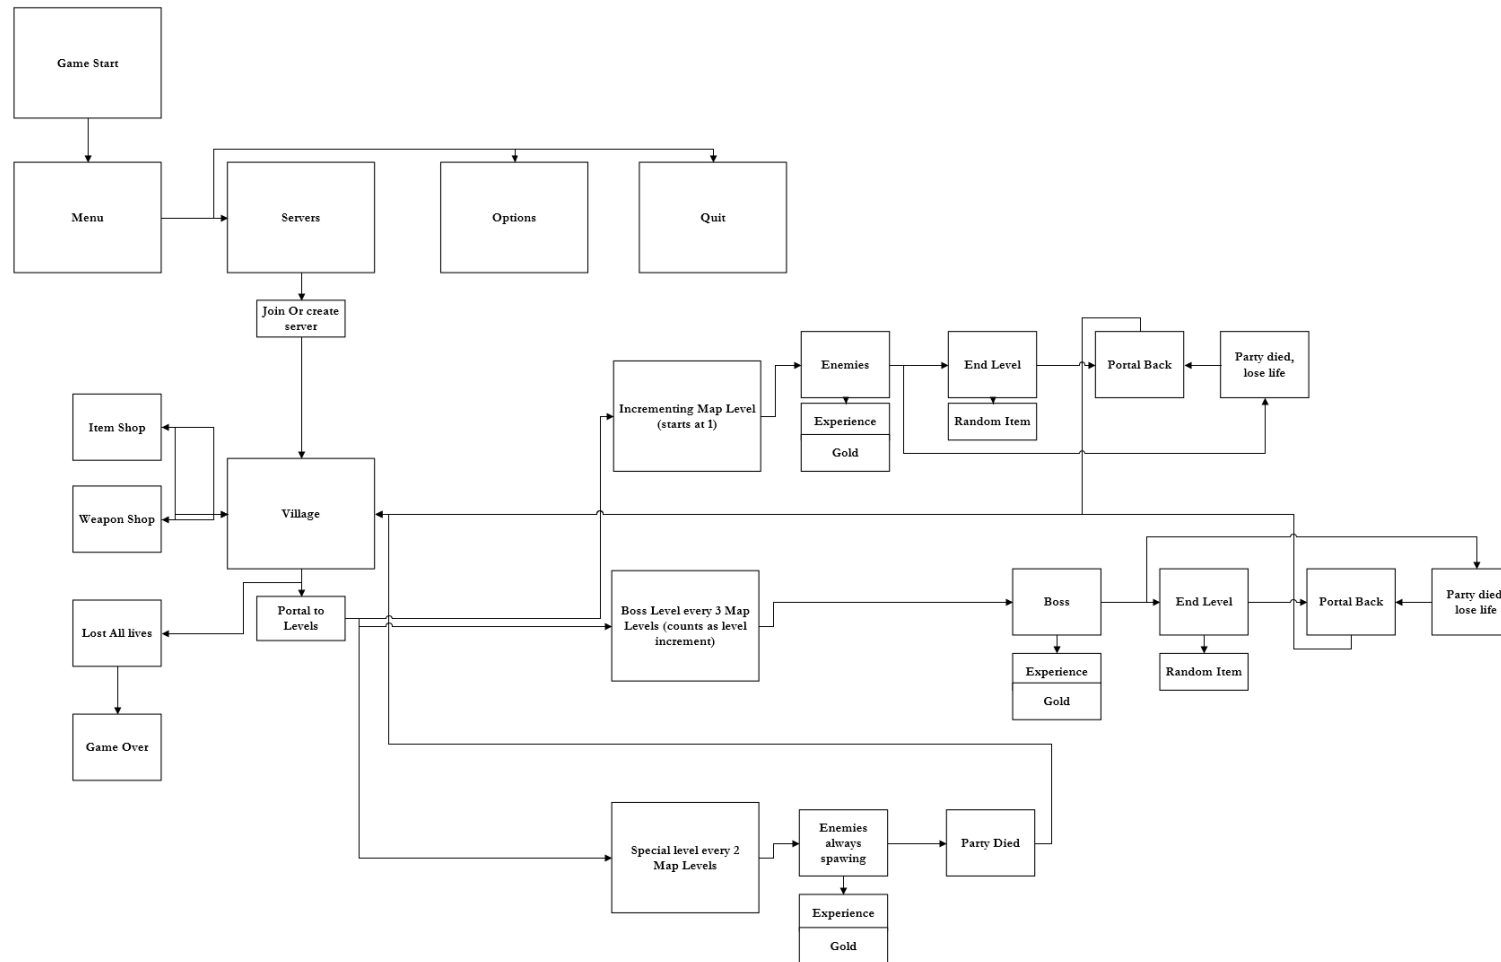 Game Start
Menu
Servers
Options
Quit
Join Or create
server
Item Shop
Weapon Shop
Village
Lost All lives
Portal to
Levels
Game Over
Incrementing Map Level
(starts at 1)
Enemies
Experience
Gold
End Level
Random Item
Portal Back
Party died,
lose life
Boss Level every 3 Map
Levels (counts as level
increment)
Boss
Experience
Gold
End Level
Random Item
Portal Back
Party died
lose life
Special level every 2
Map Levels
Enemies
always
spawing
Experience
Gold
Party Died